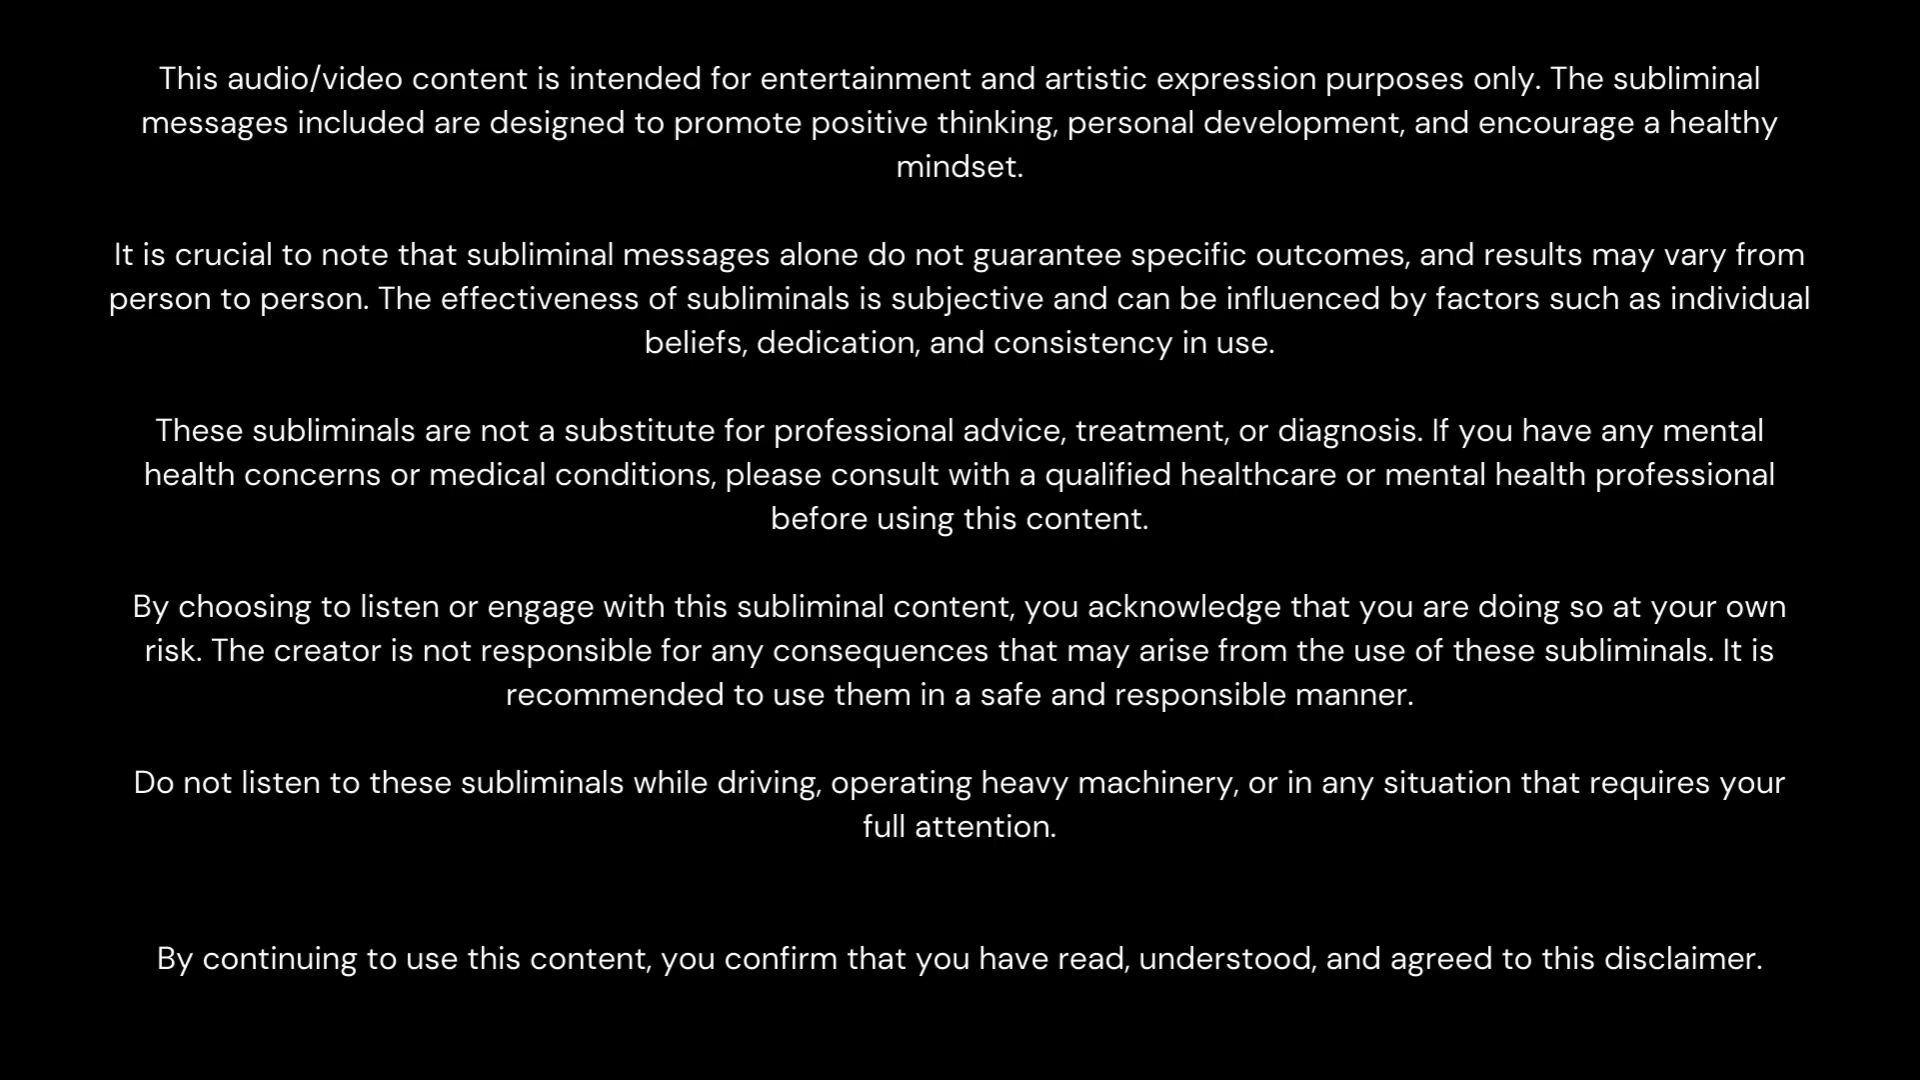 This audio/video content is intended for entertainment and artistic expression purposes only. The subliminal
messages included are designed to promote positive thinking, personal development, and encourage a healthy
mindset.
It is crucial to note that subliminal messages alone do not guarantee specific outcomes, and results may vary from
person to person. The effectiveness of subliminals is subjective and can be influenced by factors such as individual
beliefs, dedication, and consistency in use.
These subliminals are not a substitute for professional advice, treatment, or diagnosis. If you have any mental
health concerns or medical conditions, please consult with a qualified healthcare or mental health professional
before using this content.
By choosing to listen or engage with this subliminal content, you acknowledge that you are doing so at your own
risk. The creator is not responsible for any consequences that may arise from the use of these subliminals. It is
recommended to use them in a safe and responsible manner.
Do not listen to these subliminals while driving, operating heavy machinery, or in any situation that requires your
full attention.
By continuing to use this content, you confirm that you have read, understood, and agreed to this disclaimer.